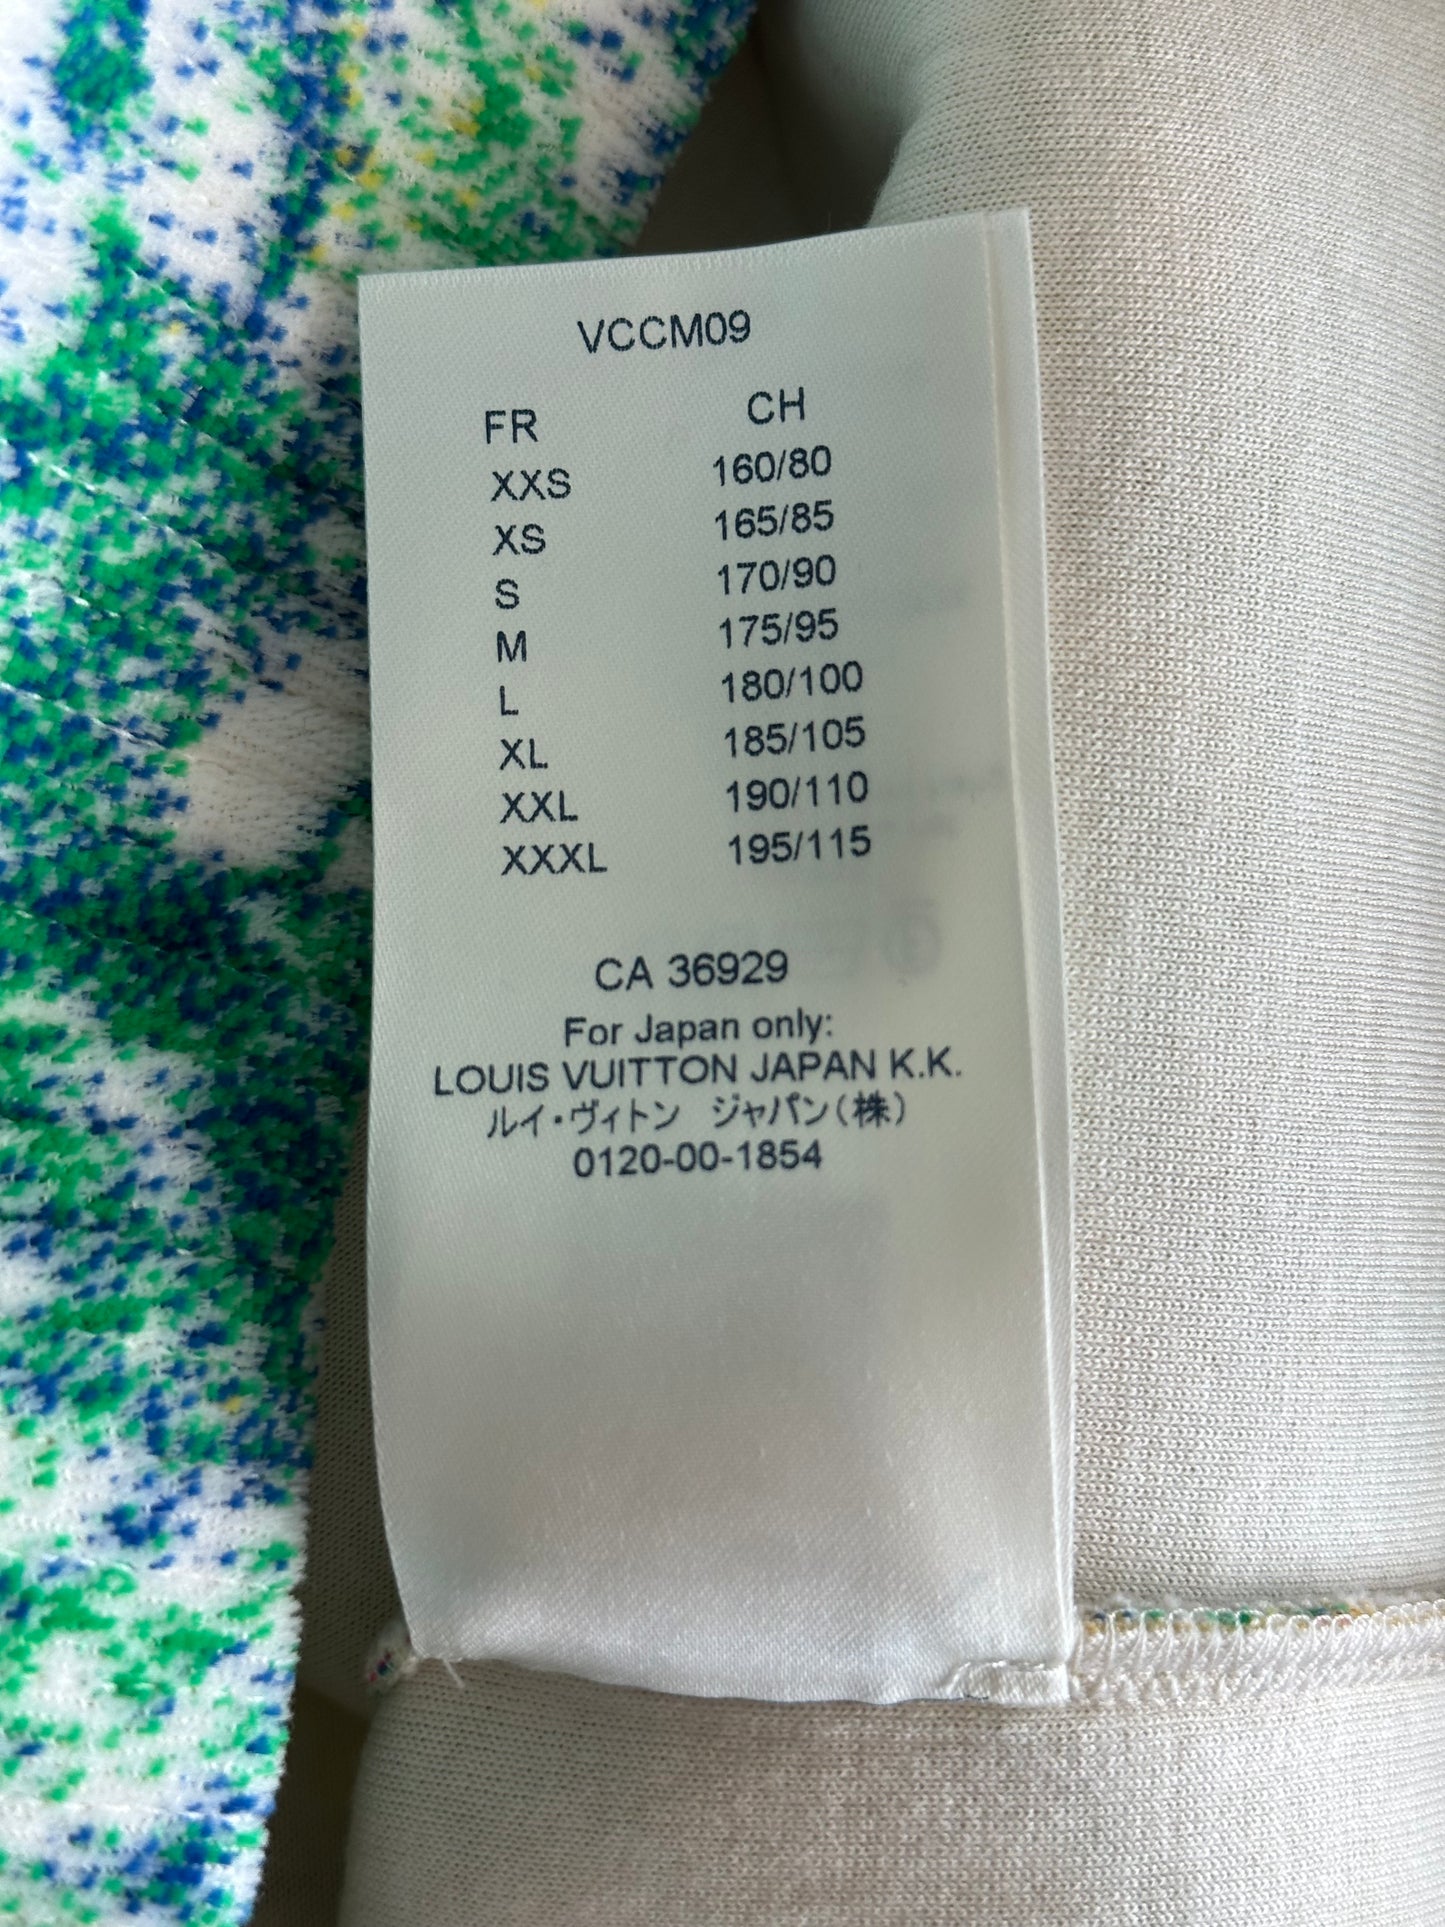 VCCM09
FR CH
XXS 160/80
XS 165/85
S 170/90
M 175/95
L 180/100
XL 185/105
XXL 190/110
XXXL 195/115
CA 36929
For Japan only:
LOUIS VUITTON JAPAN K.K.
ルイ・ヴィトン ジャパン(株)
0120-00-1854